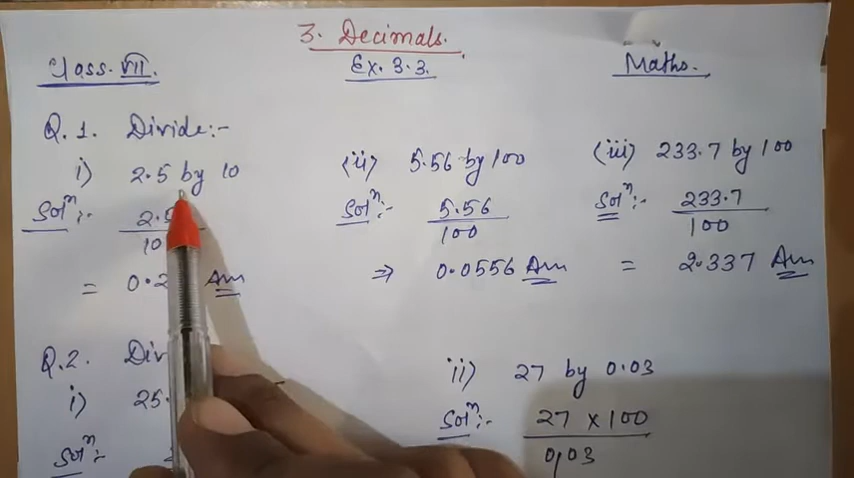 3. Decimals.
Class. VII.
Ex. 3.3.
Maths.
Q.1. Divide:-
i) 2.5 by 10
Solⁿ:-
10
= 0.2 Ans
(ii) 5.56 by 100
Solⁿ:- 5.56
100
⇒ 0.0556 Ans
(iii) 233.7 by 100
Solⁿ:- 233.7
100
= 2.337 Ans
Q.2.
i) 25.
Solⁿ:-
ii) 27 by 0.03
Solⁿ:- 27 × 100
0,03